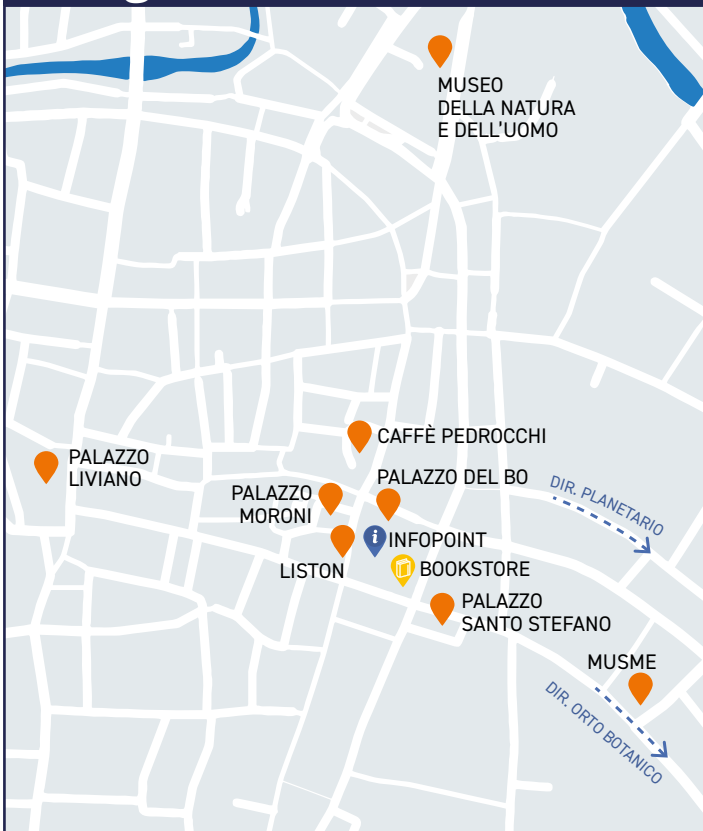 MUSEO
DELLA NATURA
E DELL'UOMO
CAFFÈ PEDROCCHI
PALAZZO
LIVIANO
PALAZZO DEL BO
PALAZZO
MORONI
DIR. PLANETARIO
i INFOPOINT
LISTON
BOOKSTORE
PALAZZO
SANTO STEFANO
MUSME
DIR. ORTO BOTANICO